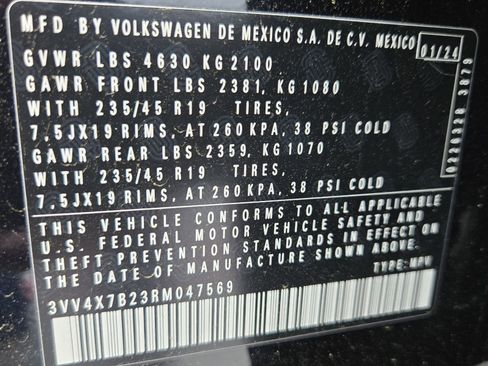 MFD BY VOLKSWAGEN DE MEXICO S.A. DE C.V. MEXICO 01/24
GVWR LBS 4630 KG 2100
GAWR FRONT LBS 2381, KG 1080
WITH 235/45 R19 TIRES,
7,5JX19 RIMS, AT 260 KPA, 38 PSI COLD
GAWR REAR LBS 2359, KG 1070
WITH 235/45 R19 TIRES,
7,5JX19 RIMS, AT 260 KPA, 38 PSI COLD
THIS VEHICLE CONFORMS TO ALL APPLICABLE
U.S. FEDERAL MOTOR VEHICLE SAFETY AND
THEFT PREVENTION STANDARDS IN EFFECT ON
THE DATE OF MANUFACTURE SHOWN ABOVE.
3VV4X7B23RM047569 TYPE: MPV
0220328 3879